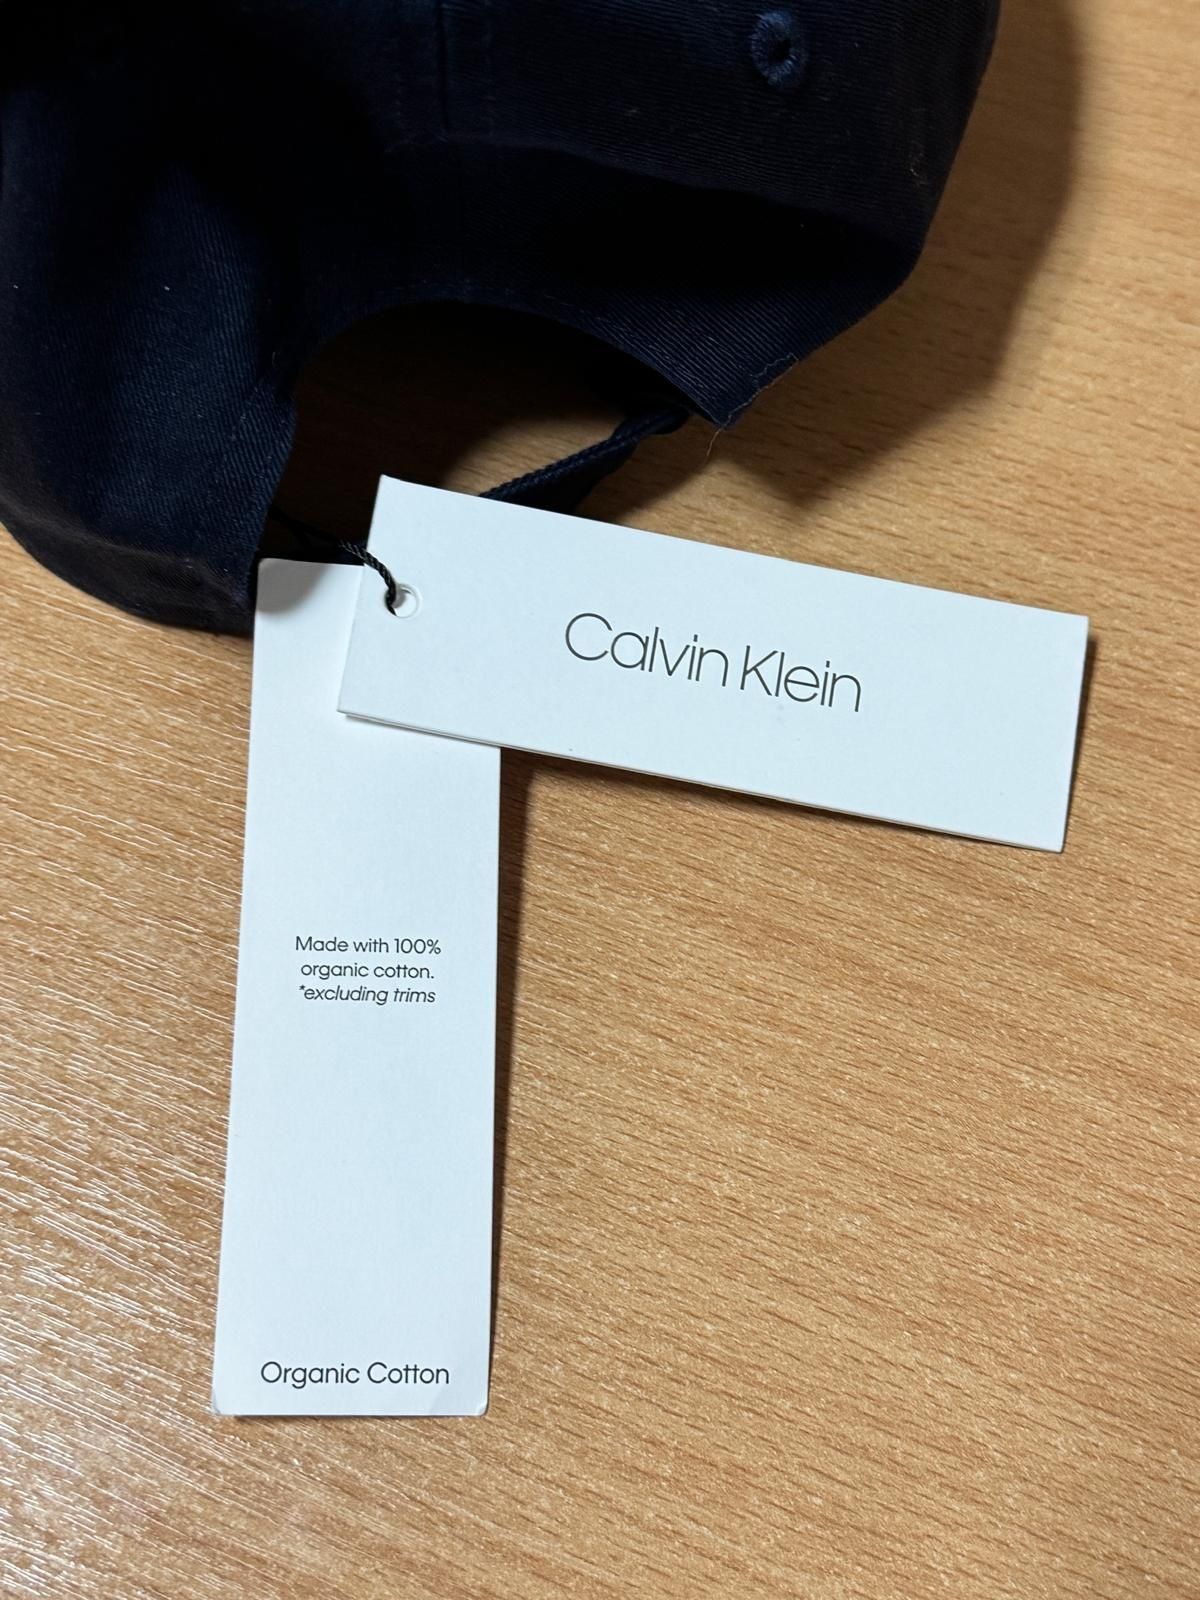 Calvin Klein
Made with 100%
organic cotton.
*excluding trims
Organic Cotton